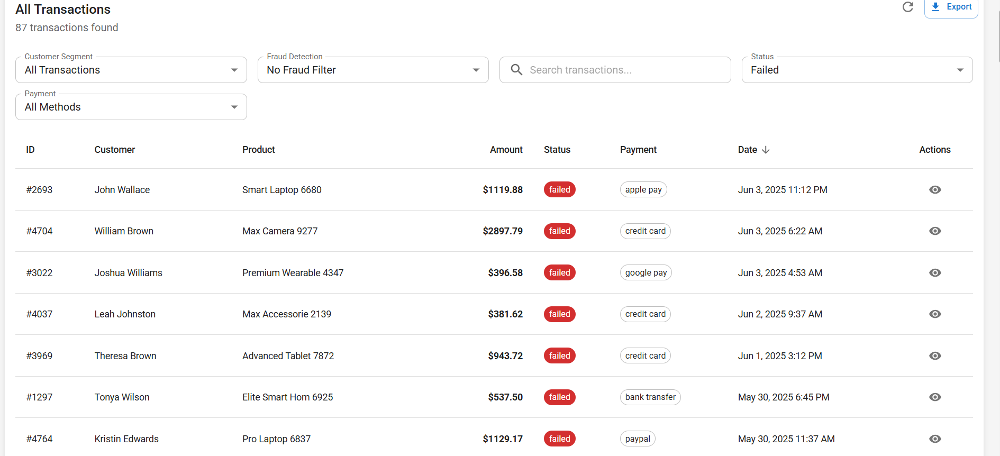 All Transactions
Export
87 transactions found
Customer Segment
All Transactions
Fraud Detection
No Fraud Filter
Search transactions...
Status
Failed
Payment
All Methods
ID Customer Product Amount Status Payment Date Actions
#2693 John Wallace Smart Laptop 6680 $1119.88 failed apple pay Jun 3, 2025 11:12 PM
#4704 William Brown Max Camera 9277 $2897.79 failed credit card Jun 3, 2025 6:22 AM
#3022 Joshua Williams Premium Wearable 4347 $396.58 failed google pay Jun 3, 2025 4:53 AM
#4037 Leah Johnston Max Accessorie 2139 $381.62 failed credit card Jun 2, 2025 9:37 AM
#3969 Theresa Brown Advanced Tablet 7872 $943.72 failed credit card Jun 1, 2025 3:12 PM
#1297 Tonya Wilson Elite Smart Hom 6925 $537.50 failed bank transfer May 30, 2025 6:45 PM
#4764 Kristin Edwards Pro Laptop 6837 $1129.17 failed paypal May 30, 2025 11:37 AM